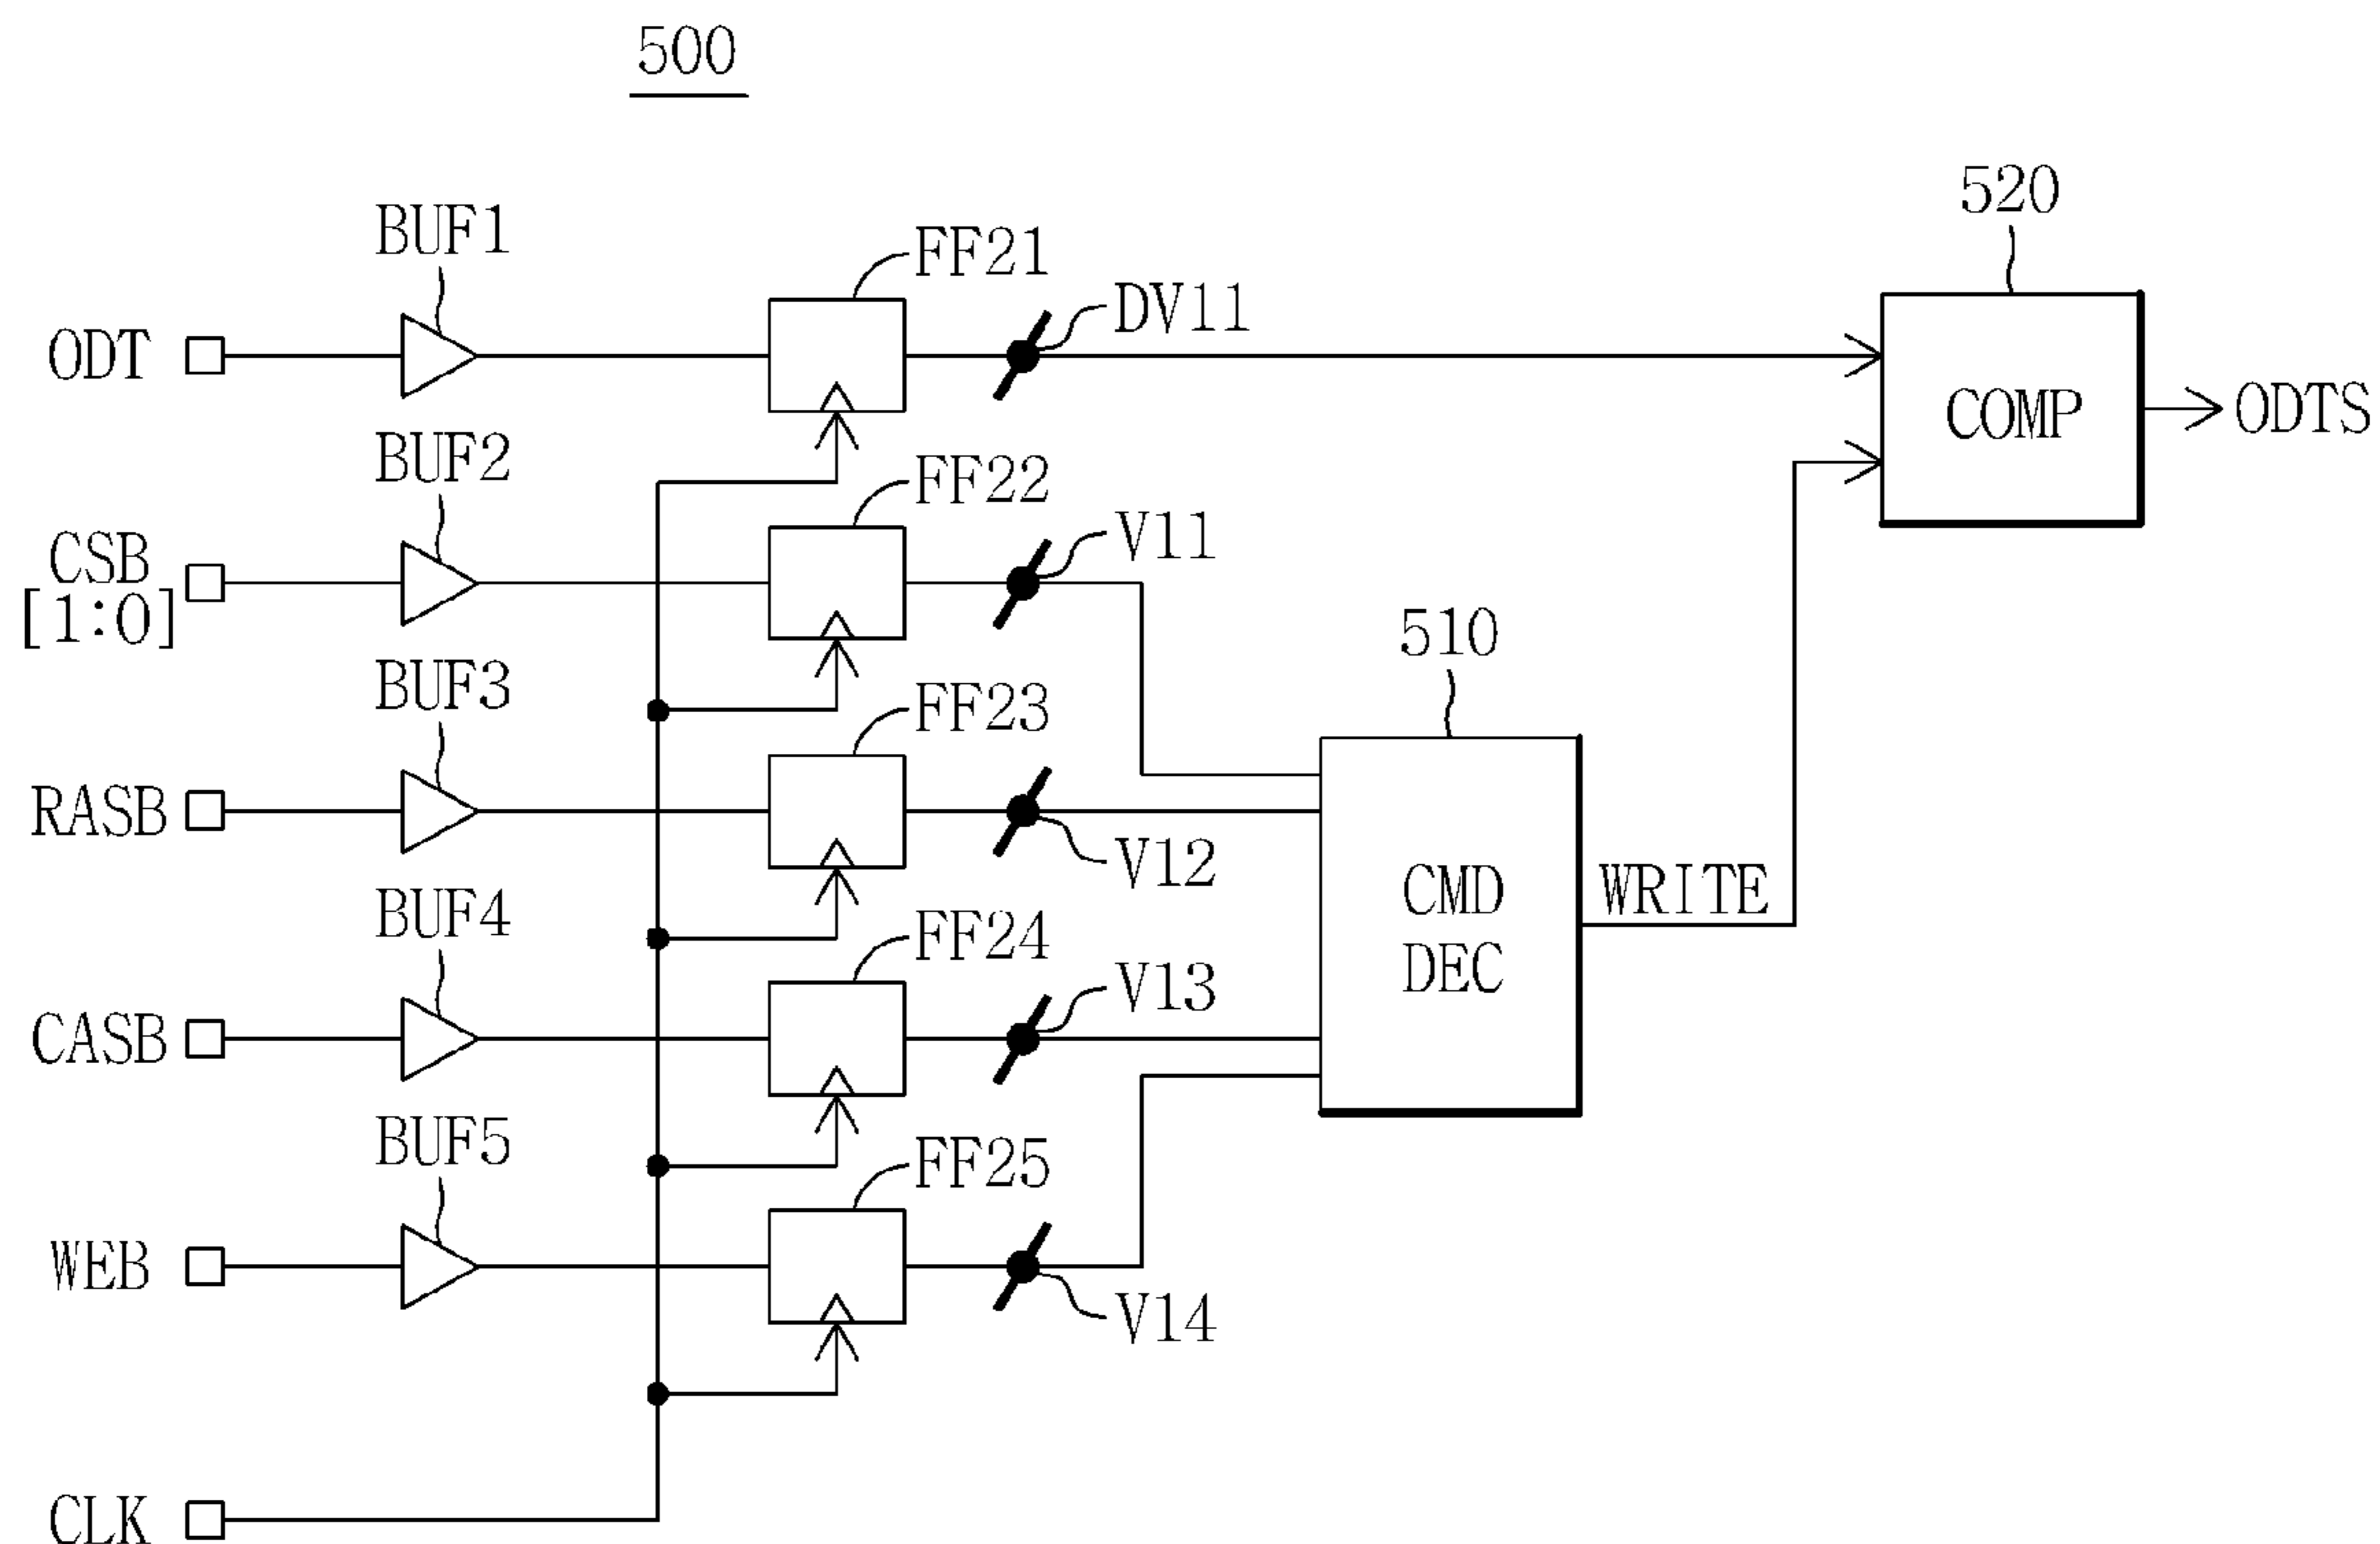 500
520
BUF1
FF21
DV11
ODT
COMP
ODTS
BUF2
FF22
V11
CSB
[1:0]
510
BUF3
FF23
RASB
V12
CMD
DEC
WRITE
BUF4
FF24
V13
CASB
BUF5
FF25
WEB
V14
CLK